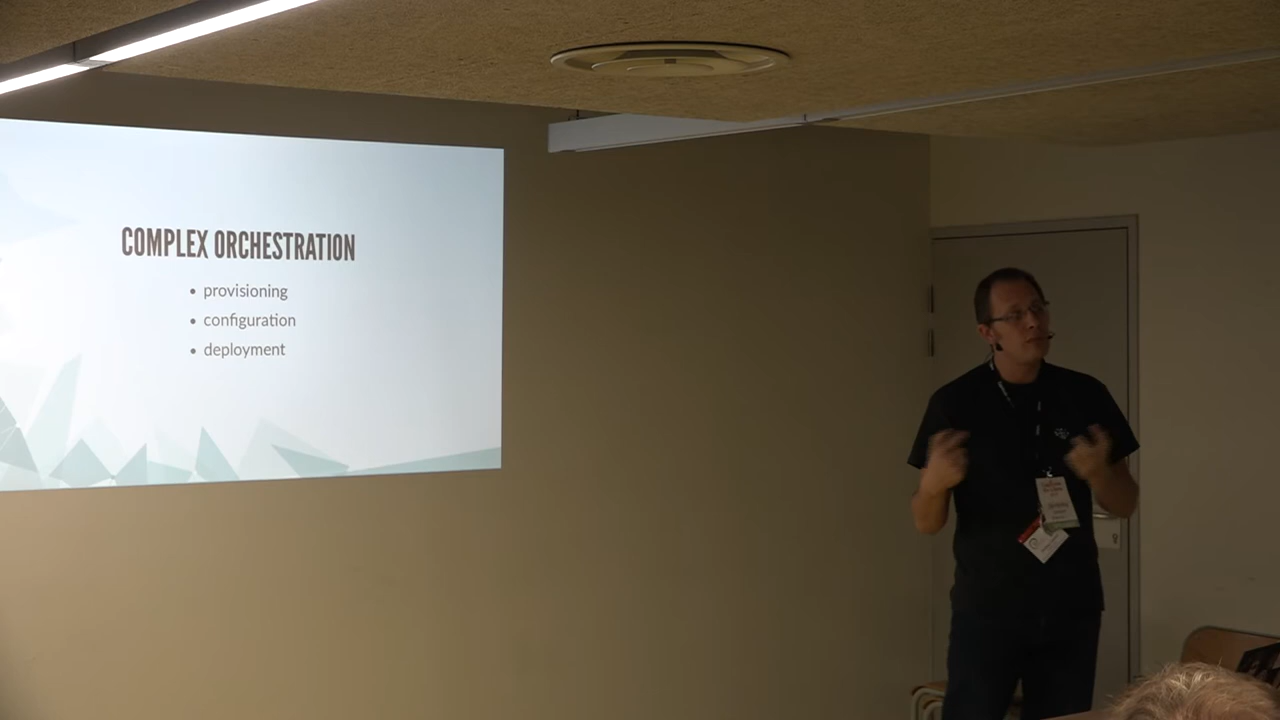 COMPLEX ORCHESTRATION
• provisioning
• configuration
• deployment